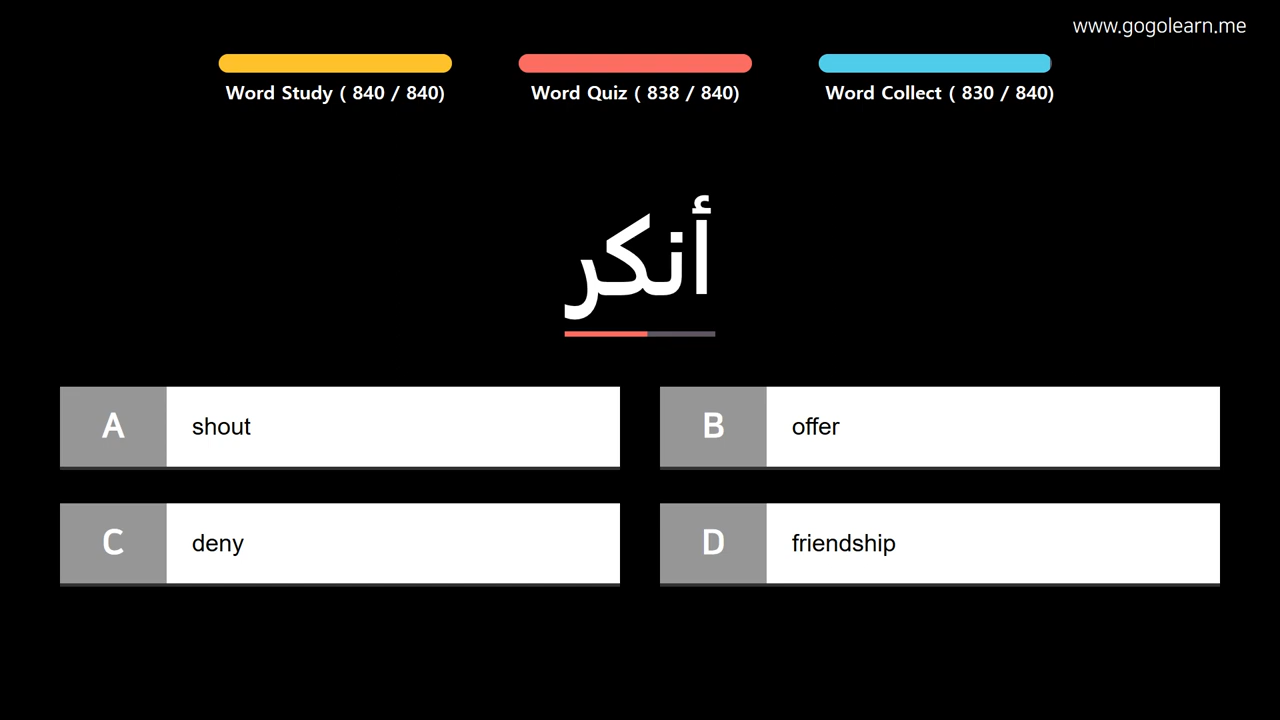 www.gogolearn.me
Word Study ( 840 / 840)
Word Quiz ( 838 / 840)
Word Collect ( 830 / 840)
أنكر
A shout
B offer
C deny
D friendship